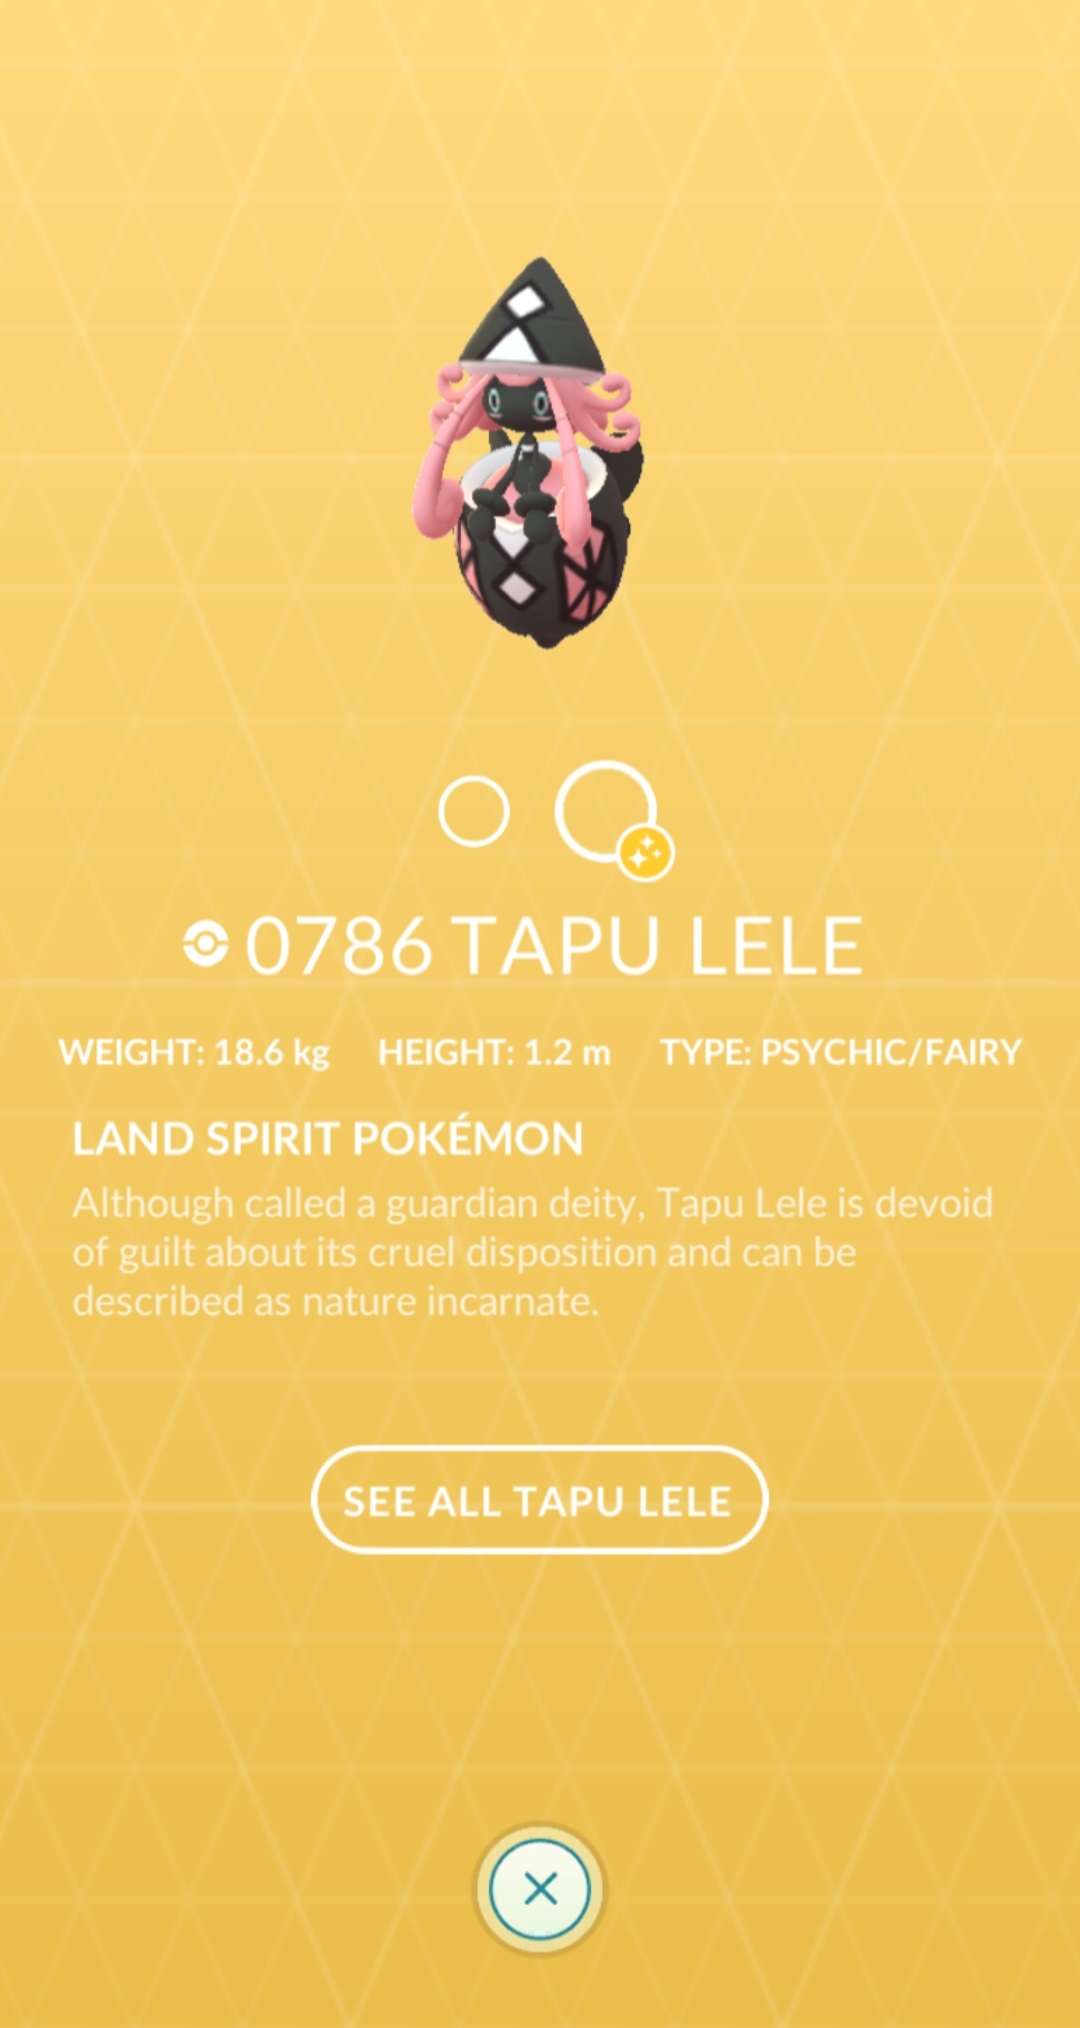 0786 TAPU LELE
WEIGHT: 18.6 kg HEIGHT: 1.2 m TYPE: PSYCHIC/FAIRY
LAND SPIRIT POKÉMON
Although called a guardian deity, Tapu Lele is devoid
of guilt about its cruel disposition and can be
described as nature incarnate.
SEE ALL TAPU LELE